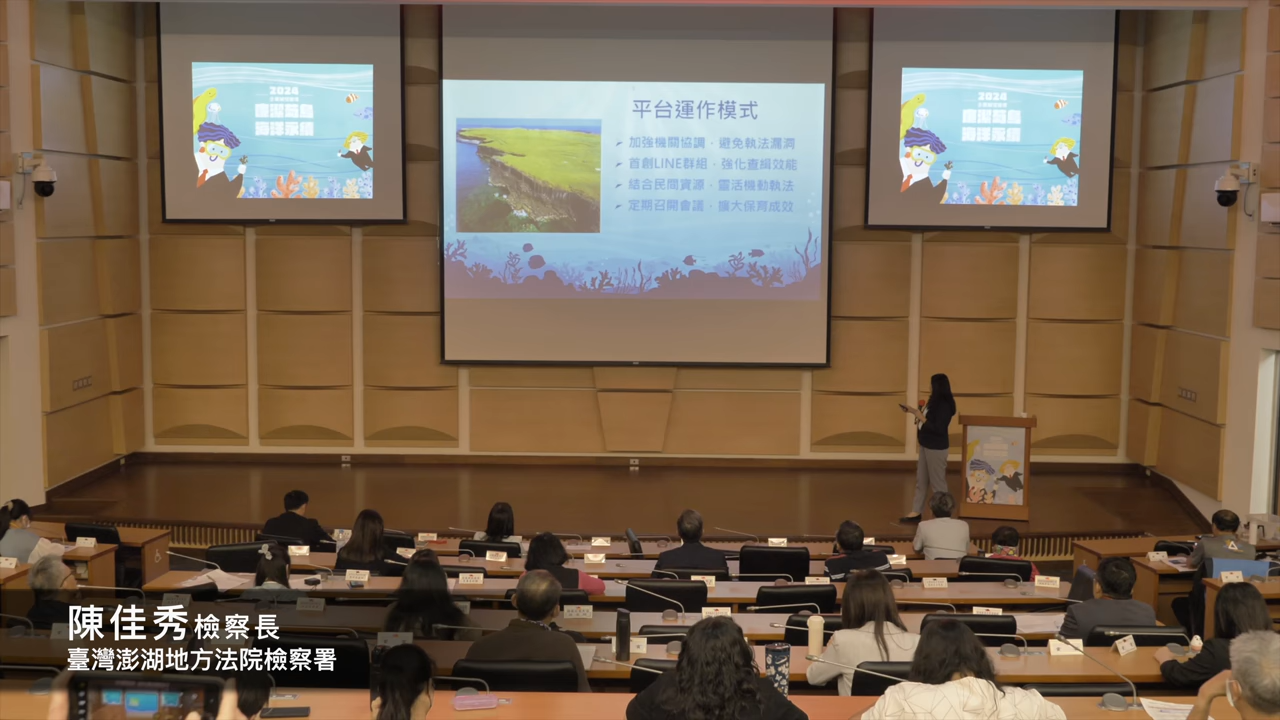 2024
平台運作模式
加強機關協調，避免執法漏洞
首創LINE群組，強化查緝效能
結合民間資源，靈活機動執法
定期召開會議，擴大保育成效
2024
陳佳秀檢察長
臺灣澎湖地方法院檢察署